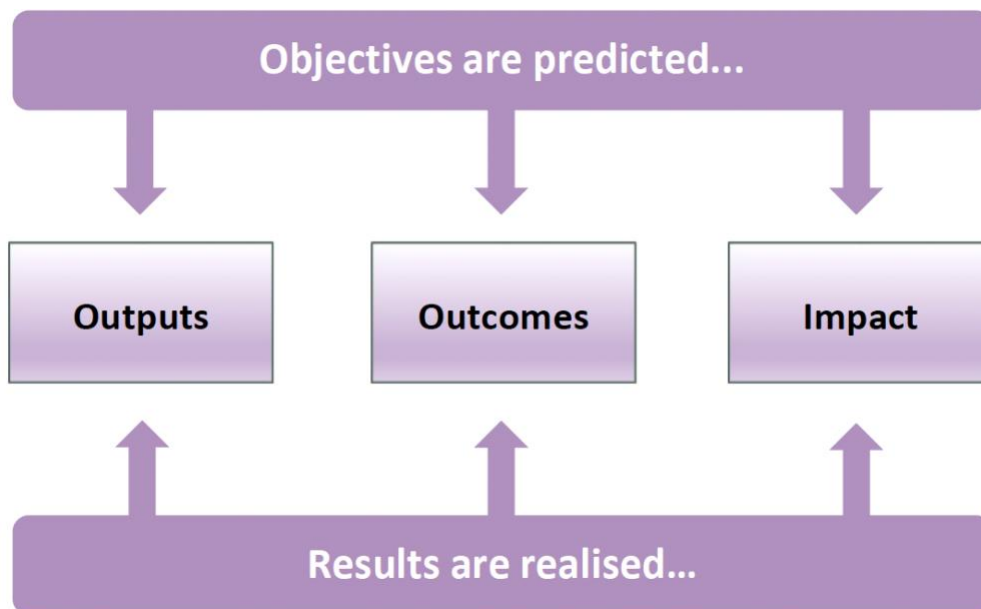 Objectives are predicted...
Outputs
Outcomes
Impact
Results are realised...